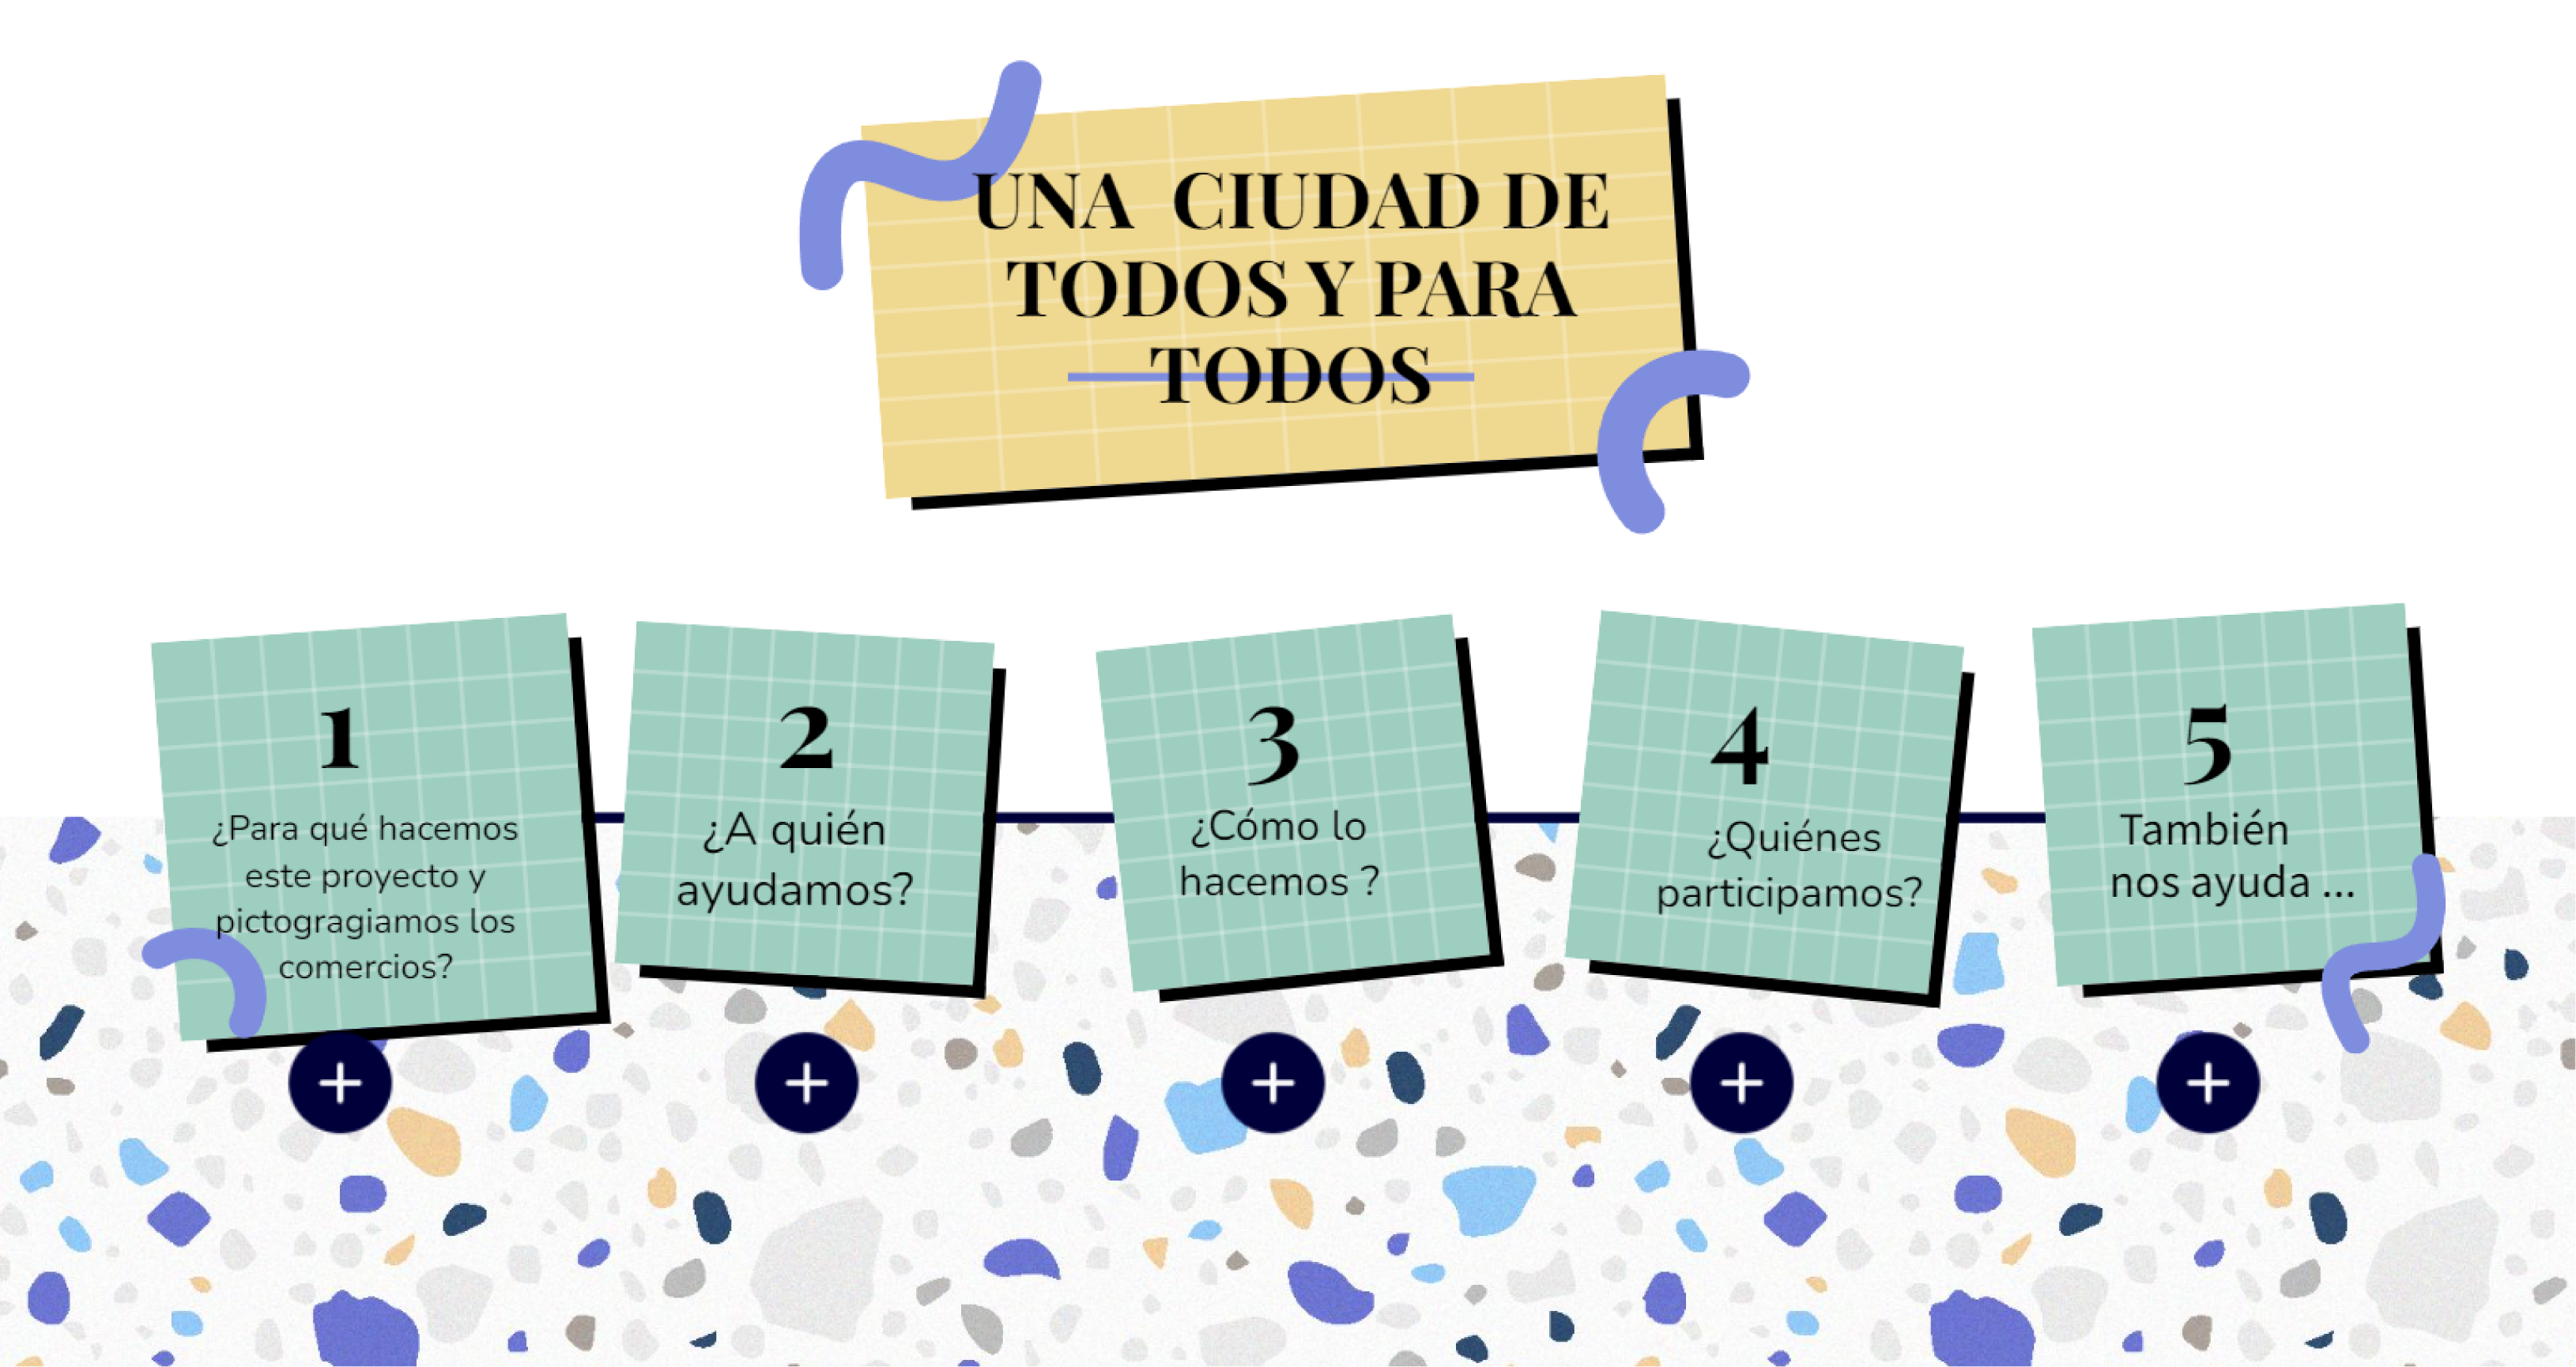 UNA CIUDAD DE
TODOS Y PARA
TODOS
1
¿Para qué hacemos
este proyecto y
pictogragiamos los
comercios?
2
¿A quién
ayudamos?
3
¿Cómo lo
hacemos ?
4
¿Quiénes
participamos?
5
También
nos ayuda ...